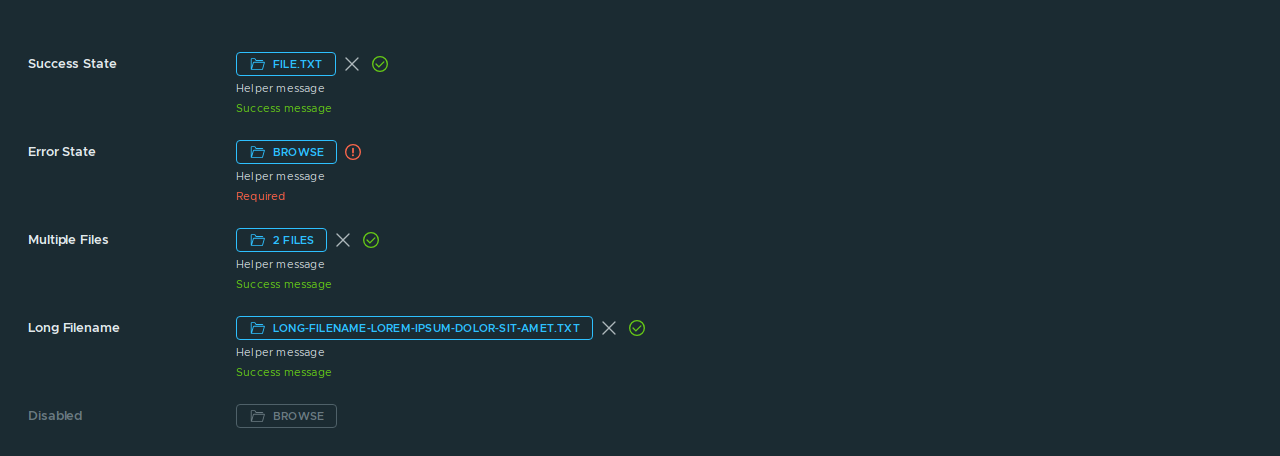 Success State
FILE.TXT
Helper message
Success message
Error State
BROWSE
Helper message
Required
Multiple Files
2 FILES
Helper message
Success message
Long Filename
LONG-FILENAME-LOREM-IPSUM-DOLOR-SIT-AMET.TXT
Helper message
Success message
Disabled
BROWSE